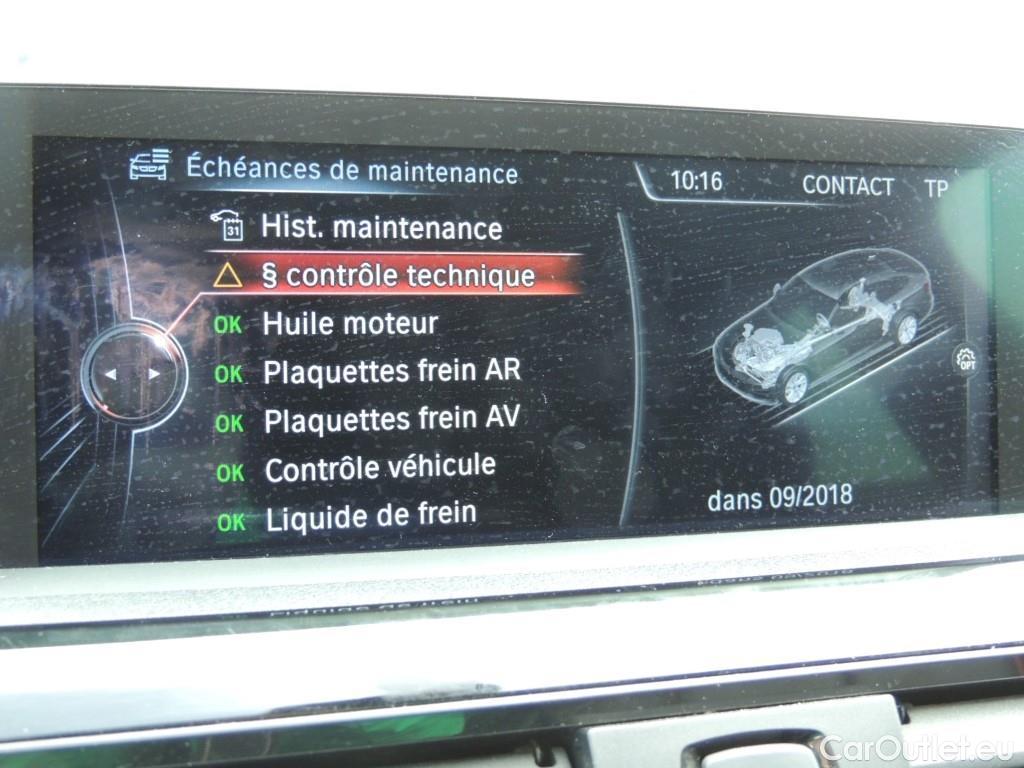 Échéances de maintenance
10:16 CONTACT TP
31 Hist. maintenance
§ contrôle technique
OK Huile moteur
OK Plaquettes frein AR
OPT
OK Plaquettes frein AV
OK Contrôle véhicule
OK Liquide de frein
dans 09/2018
CarOutlet.eu